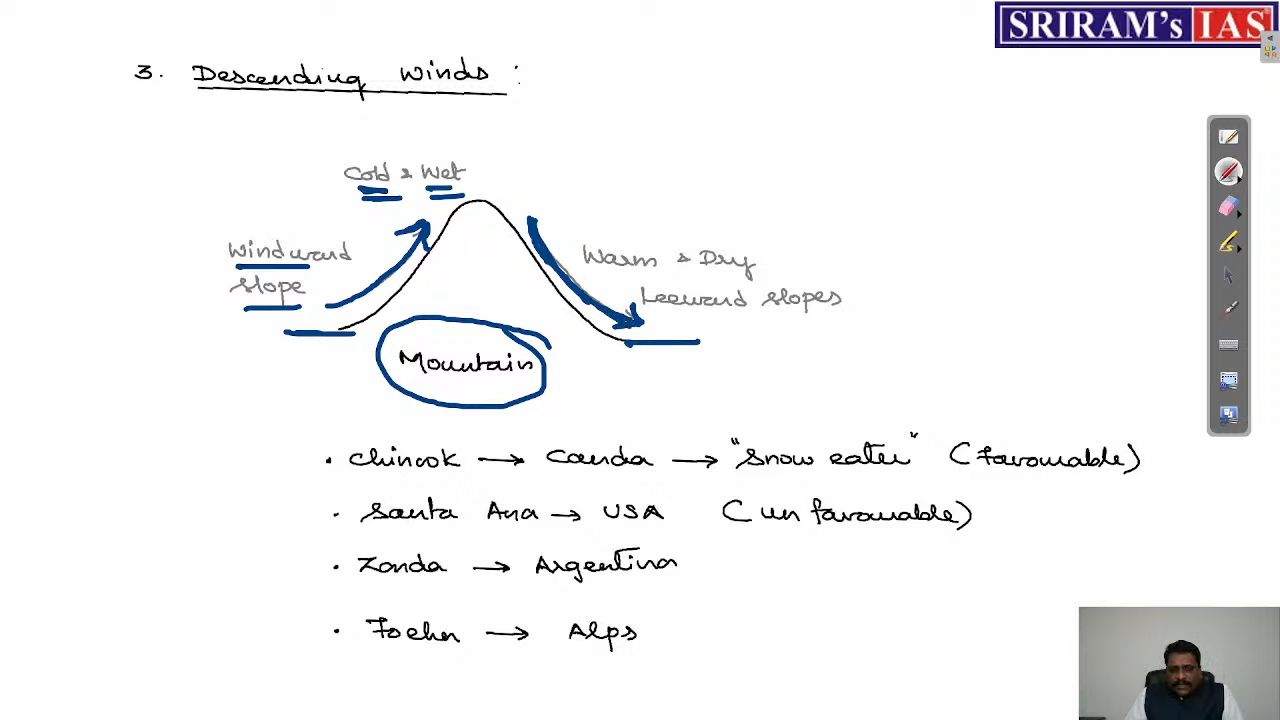 SRIRAM's IAS
3. Descending Winds :
Cold & Wet
Windward
Slope
Warm & Dry
Leeward slopes
Mountain
• Chinook → Canda → "Snow eater" (favourable)
• Santa Ana → USA (unfavourable)
• Zonda → Argentina
• Foehn → Alps